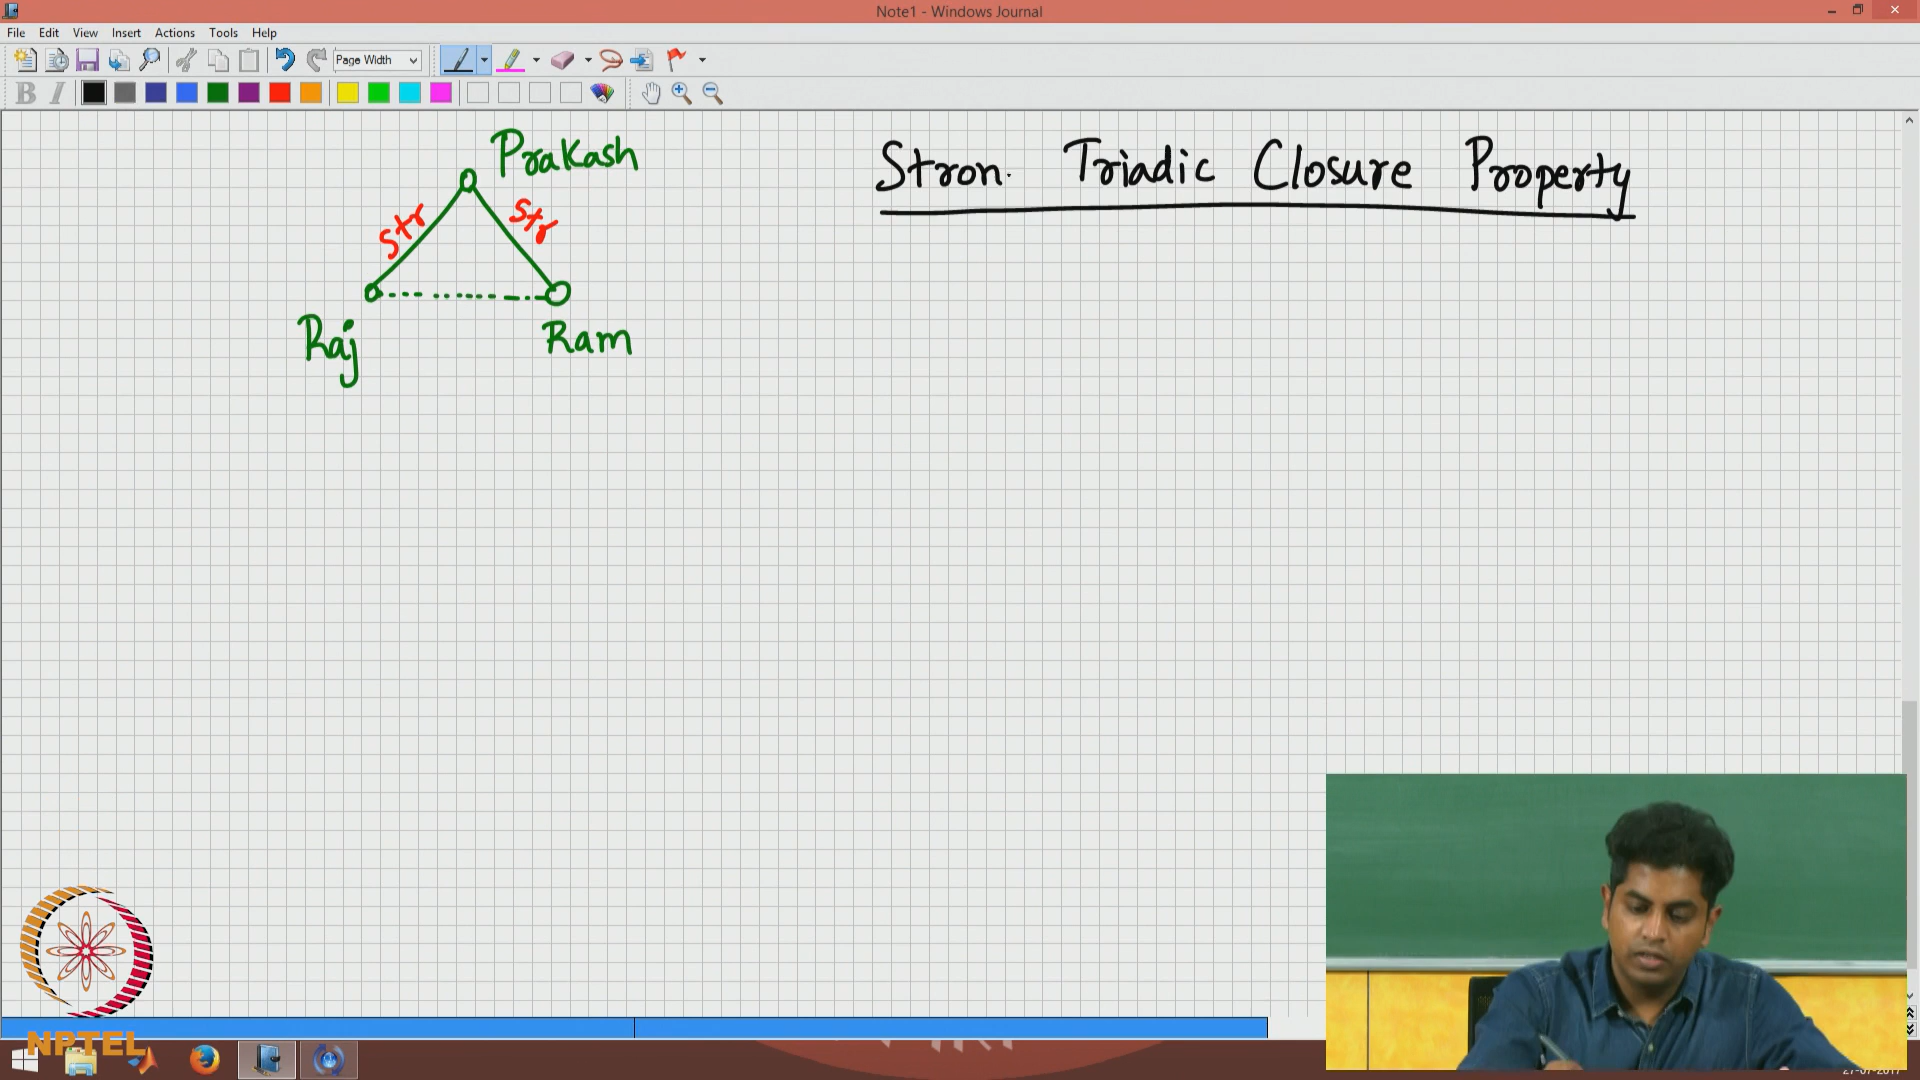 Note1 - Windows Journal
File Edit View Insert Actions Tools Help
Page Width
B I
Prakash
Str
Str
Raj
Ram
Stron. Triadic Closure Property
NPTEL